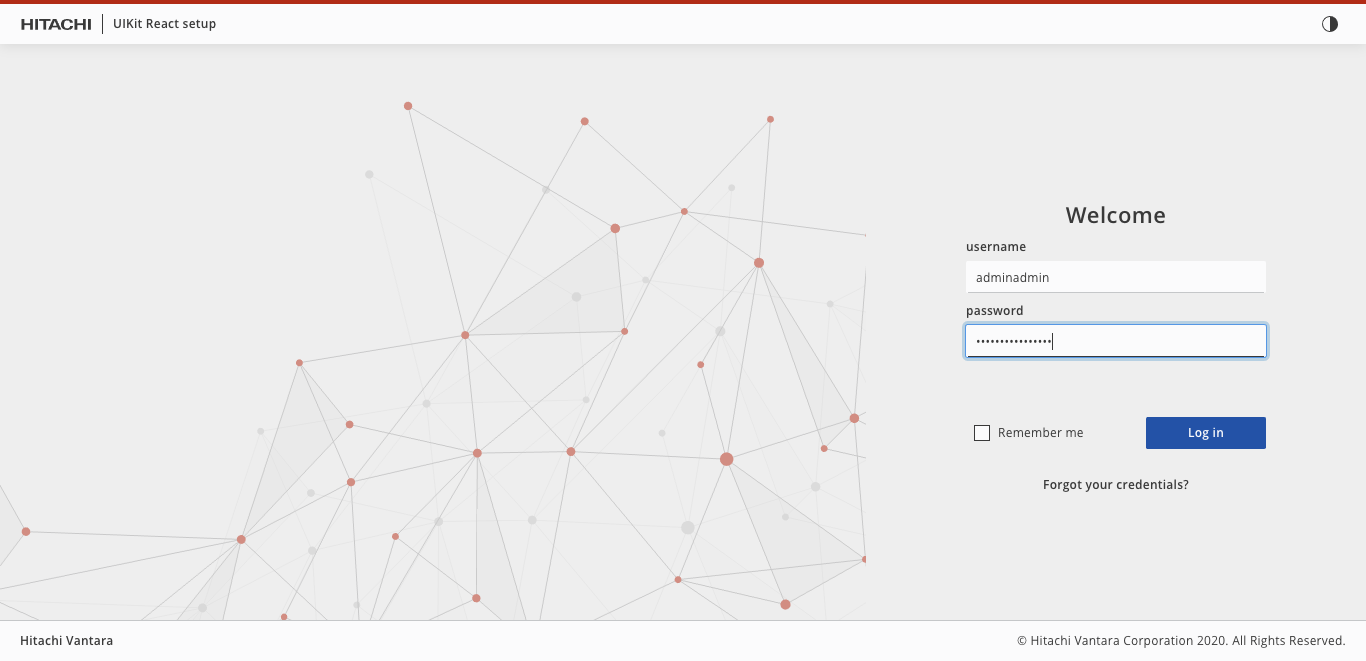 HITACHI UIKit React setup
Welcome
username
adminadmin
password
••••••••••••••••
Remember me Log in
Forgot your credentials?
Hitachi Vantara © Hitachi Vantara Corporation 2020. All Rights Reserved.